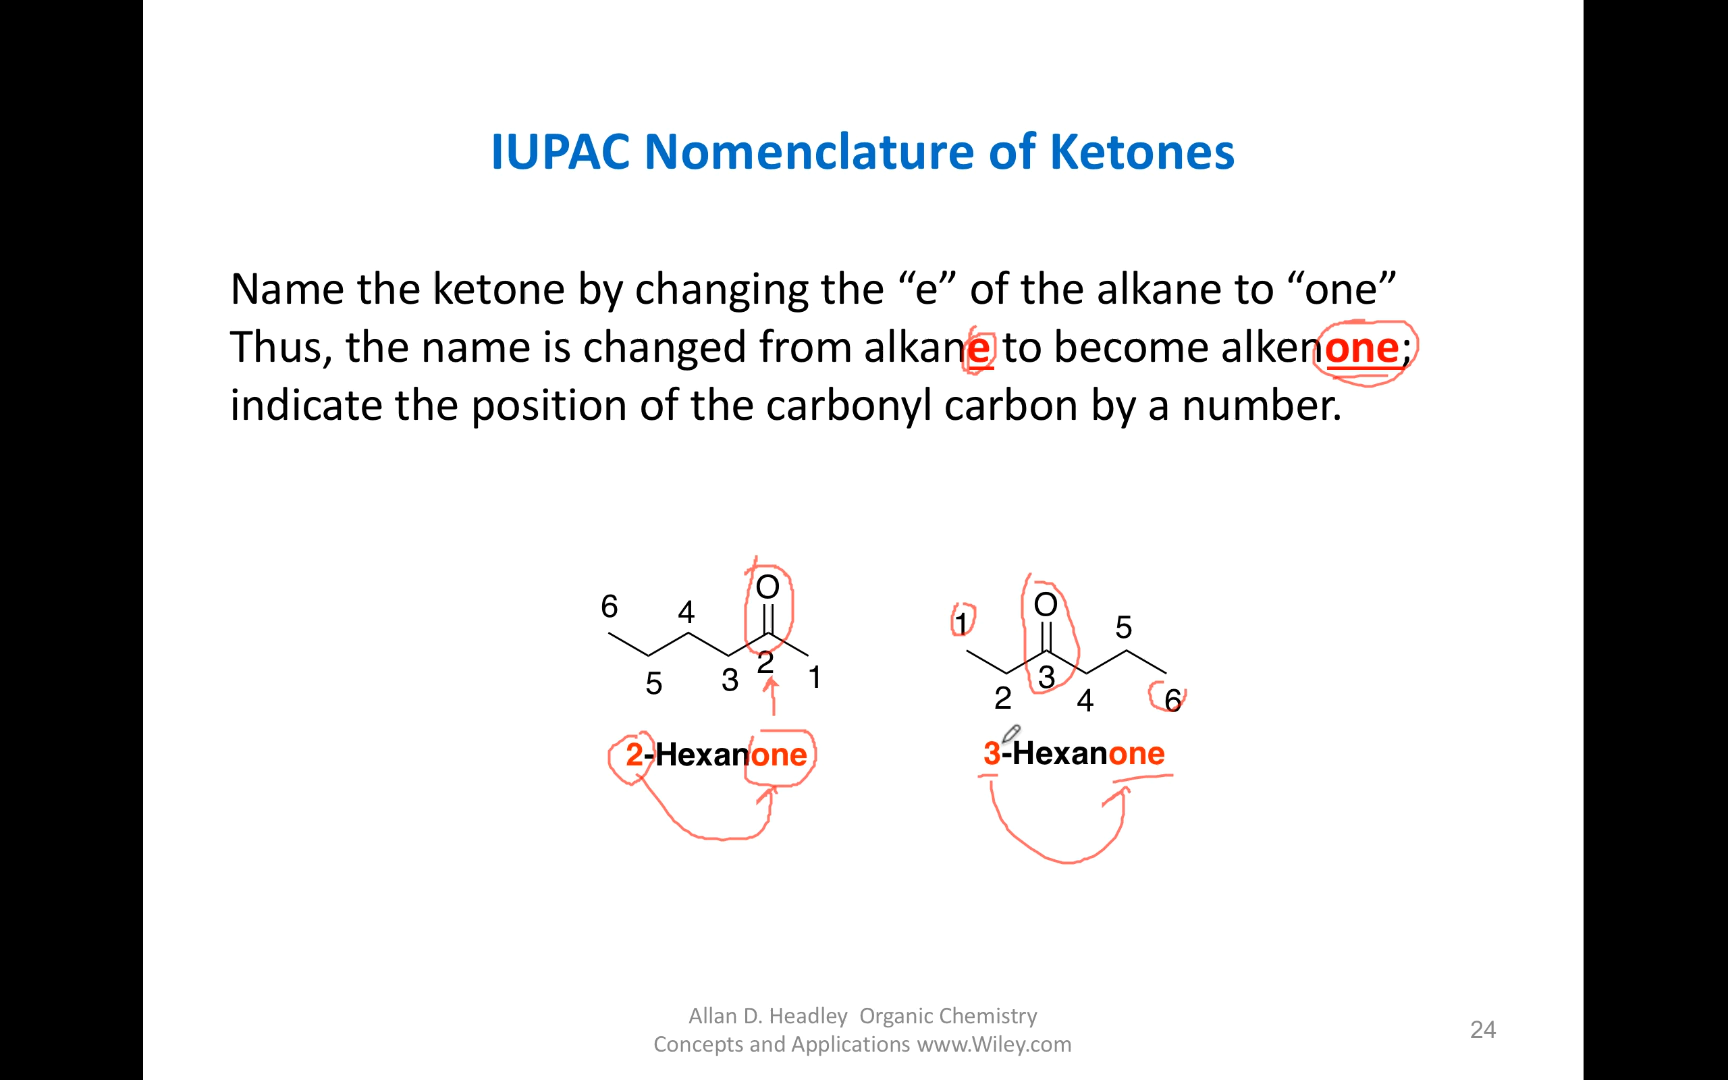 IUPAC Nomenclature of Ketones
Name the ketone by changing the “e” of the alkane to “one”
Thus, the name is changed from alkane to become alkenone;
indicate the position of the carbonyl carbon by a number.
O
6 4
5 3 2 1
2-Hexanone
O
1 5
2 3 4 6
3-Hexanone
Allan D. Headley Organic Chemistry
Concepts and Applications www.Wiley.com
24